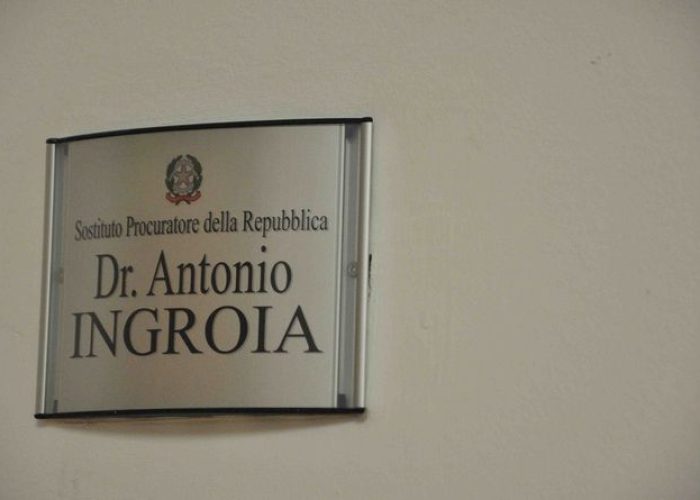 Sostituto Procuratore della Repubblica
Dr. Antonio
INGROIA